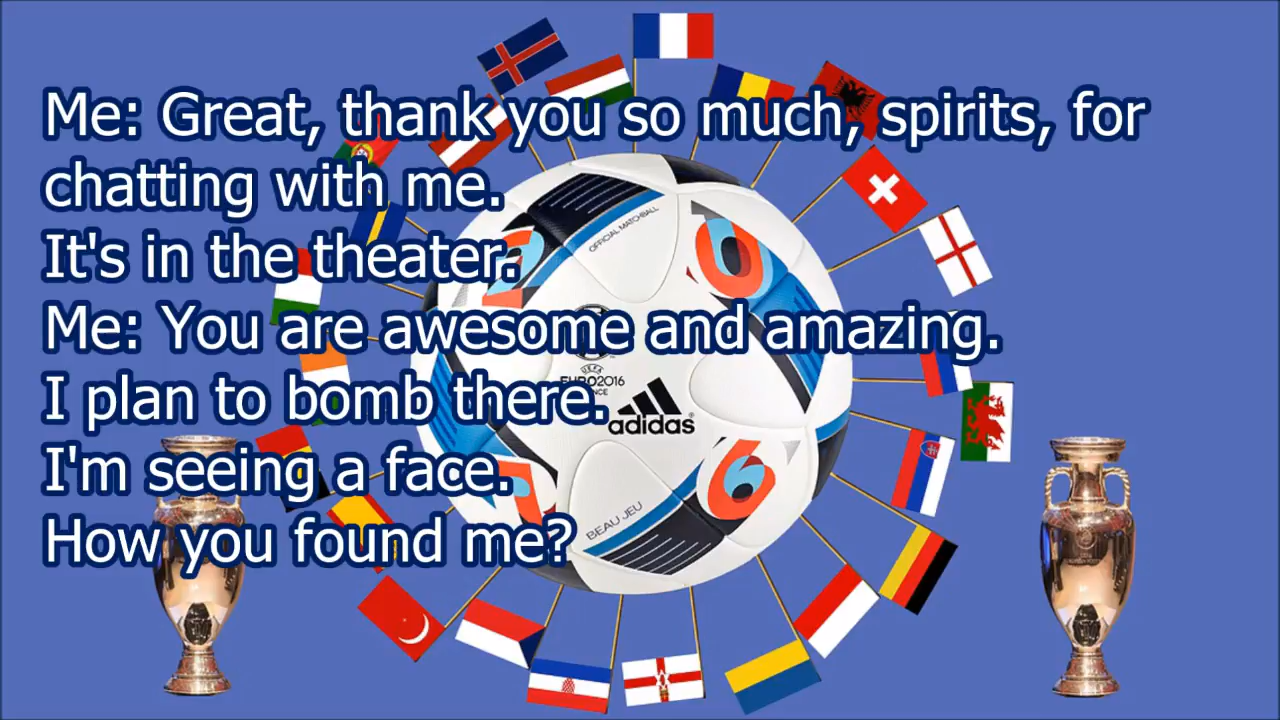 Me: Great, thank you so much, spirits, for
chatting with me.
It's in the theater.
Me: You are awesome and amazing.
I plan to bomb there.
I'm seeing a face.
How you found me?
OFFICIAL MATCHBALL
UEFA
EURO2016
adidas
BEAU JEU